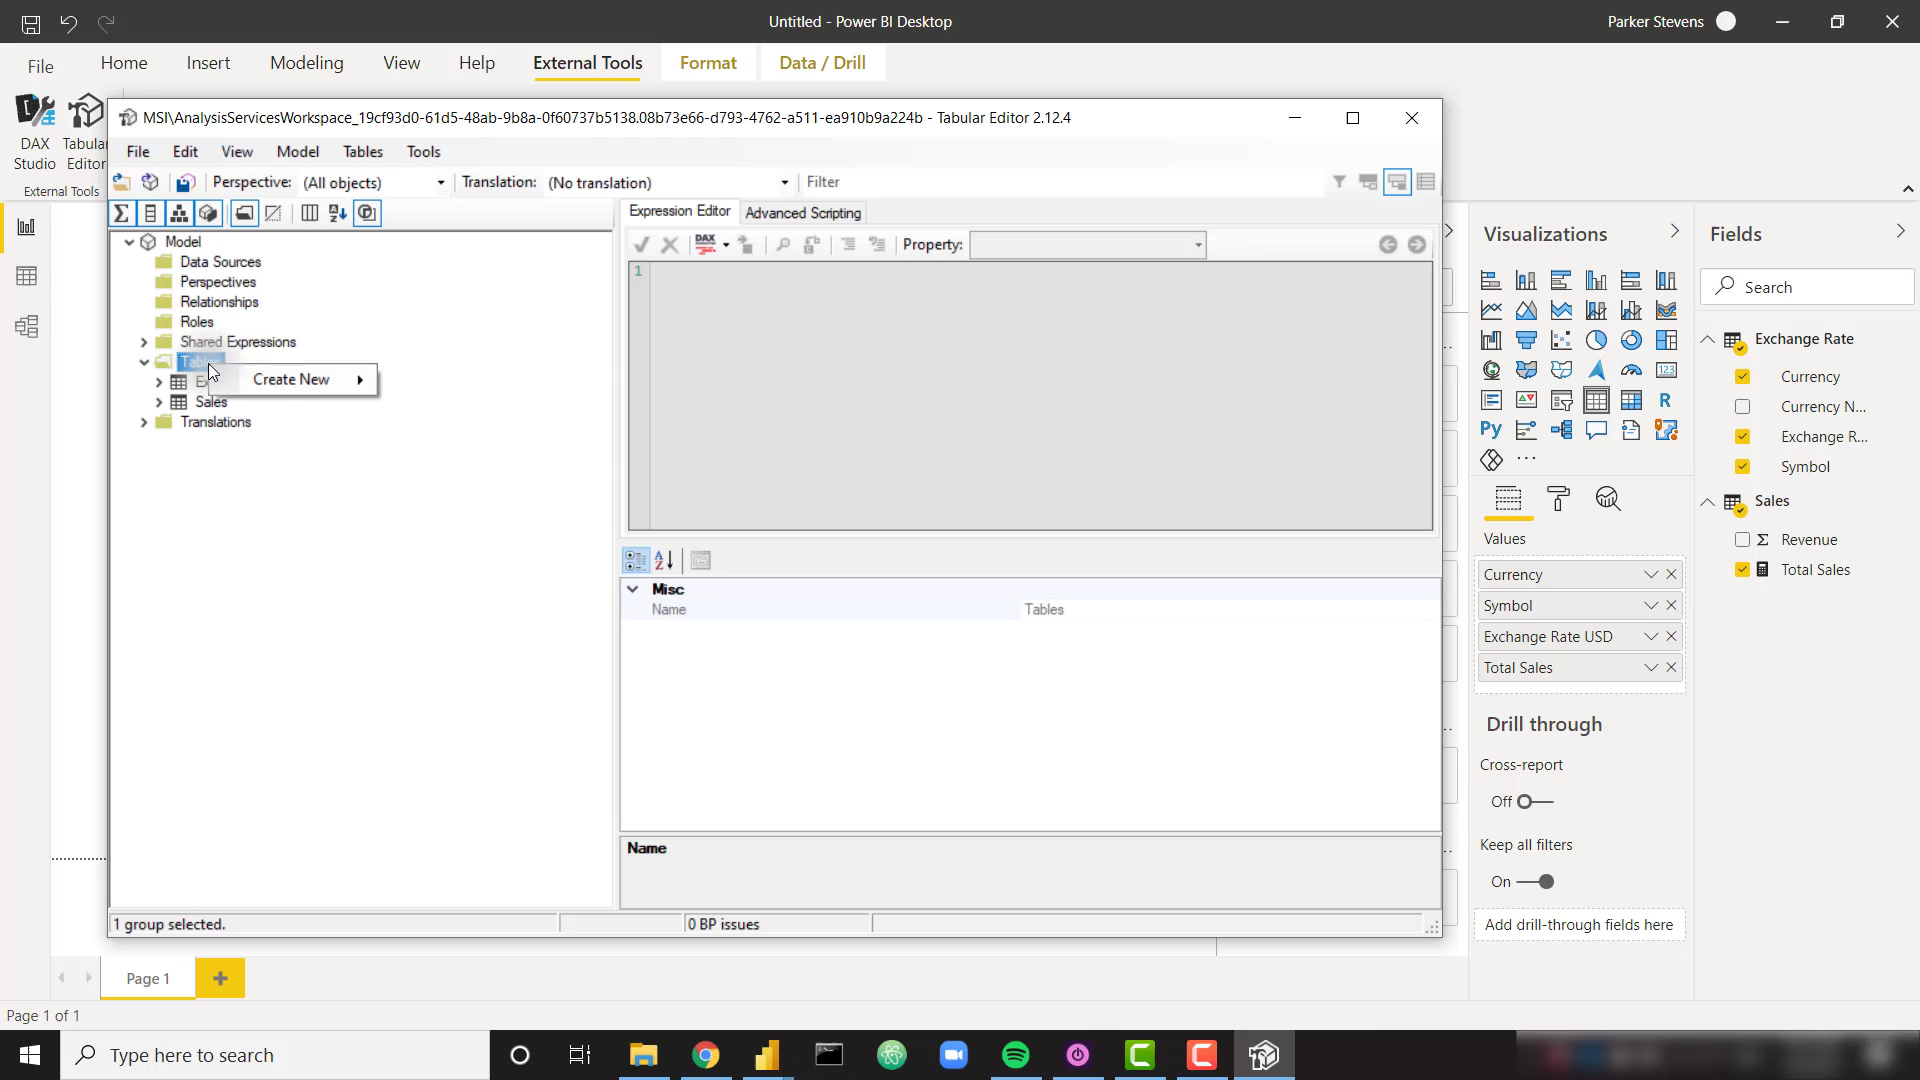 Untitled - Power BI Desktop
Parker Stevens
File
Home
Insert
Modeling
View
Help
External Tools
Format
Data / Drill
DAX
Studio
Tabular
Editor
External Tools
MSI\AnalysisServicesWorkspace_19cf93d0-61d5-48ab-9b8a-0f60737b5138.08b73e66-d793-4762-a511-ea910b9a224b - Tabular Editor 2.12.4
File
Edit
View
Model
Tables
Tools
Perspective:
(All objects)
Translation:
(No translation)
Filter
Model
Data Sources
Perspectives
Relationships
Roles
Shared Expressions
Tables
Create New
Sales
Translations
Expression Editor
Advanced Scripting
DAX
Property:
1
Misc
Name
Tables
Name
1 group selected.
0 BP issues
Visualizations
123
R
Py
Values
Currency
Symbol
Exchange Rate USD
Total Sales
Drill through
Cross-report
Off
Keep all filters
On
Add drill-through fields here
Fields
Search
Exchange Rate
Currency
Currency N...
Exchange R...
Symbol
Sales
Revenue
Total Sales
Page 1
Page 1 of 1
Type here to search